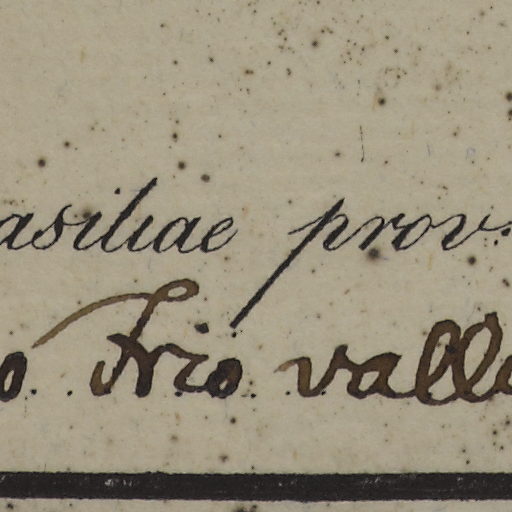 asiliae prov.
o Frio valle